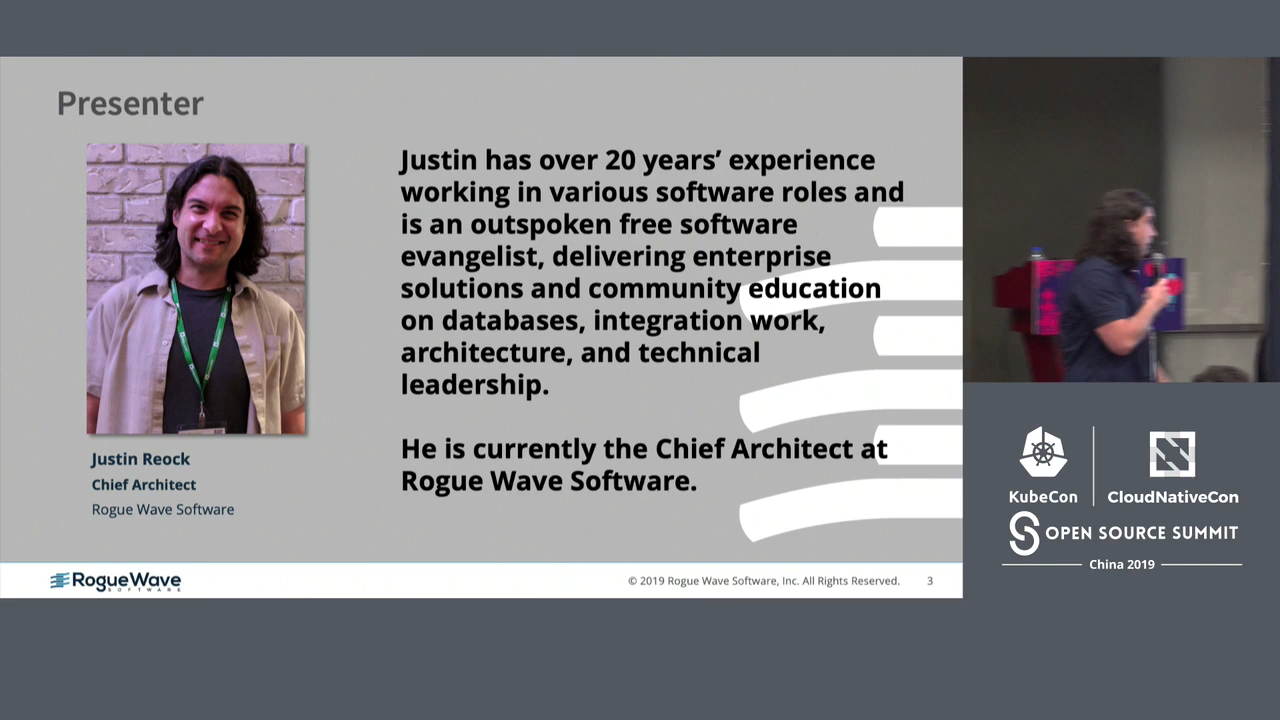 Presenter
Justin has over 20 years’ experience
working in various software roles and
is an outspoken free software
evangelist, delivering enterprise
solutions and community education
on databases, integration work,
architecture, and technical
leadership.
He is currently the Chief Architect at
Rogue Wave Software.
Justin Reock
Chief Architect
Rogue Wave Software
RogueWave
SOFTWARE
© 2019 Rogue Wave Software, Inc. All Rights Reserved.
3
KubeCon
CloudNativeCon
OPEN SOURCE SUMMIT
China 2019